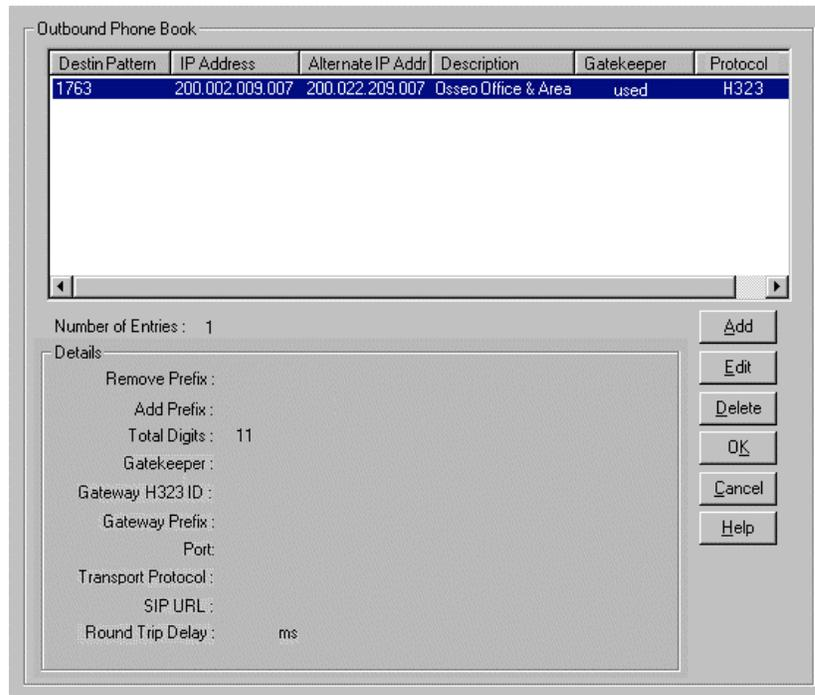 Outbound Phone Book
Destin Pattern IP Address Alternate IP Addr Description Gatekeeper Protocol
1763 200.002.009.007 200.022.209.007 Osseo Office & Area used H323
Number of Entries : 1
Add
Details
Edit
Remove Prefix :
Add Prefix :
Delete
Total Digits : 11
OK
Gatekeeper :
Gateway H323 ID :
Cancel
Gateway Prefix :
Help
Port:
Transport Protocol :
SIP URL :
Round Trip Delay : ms